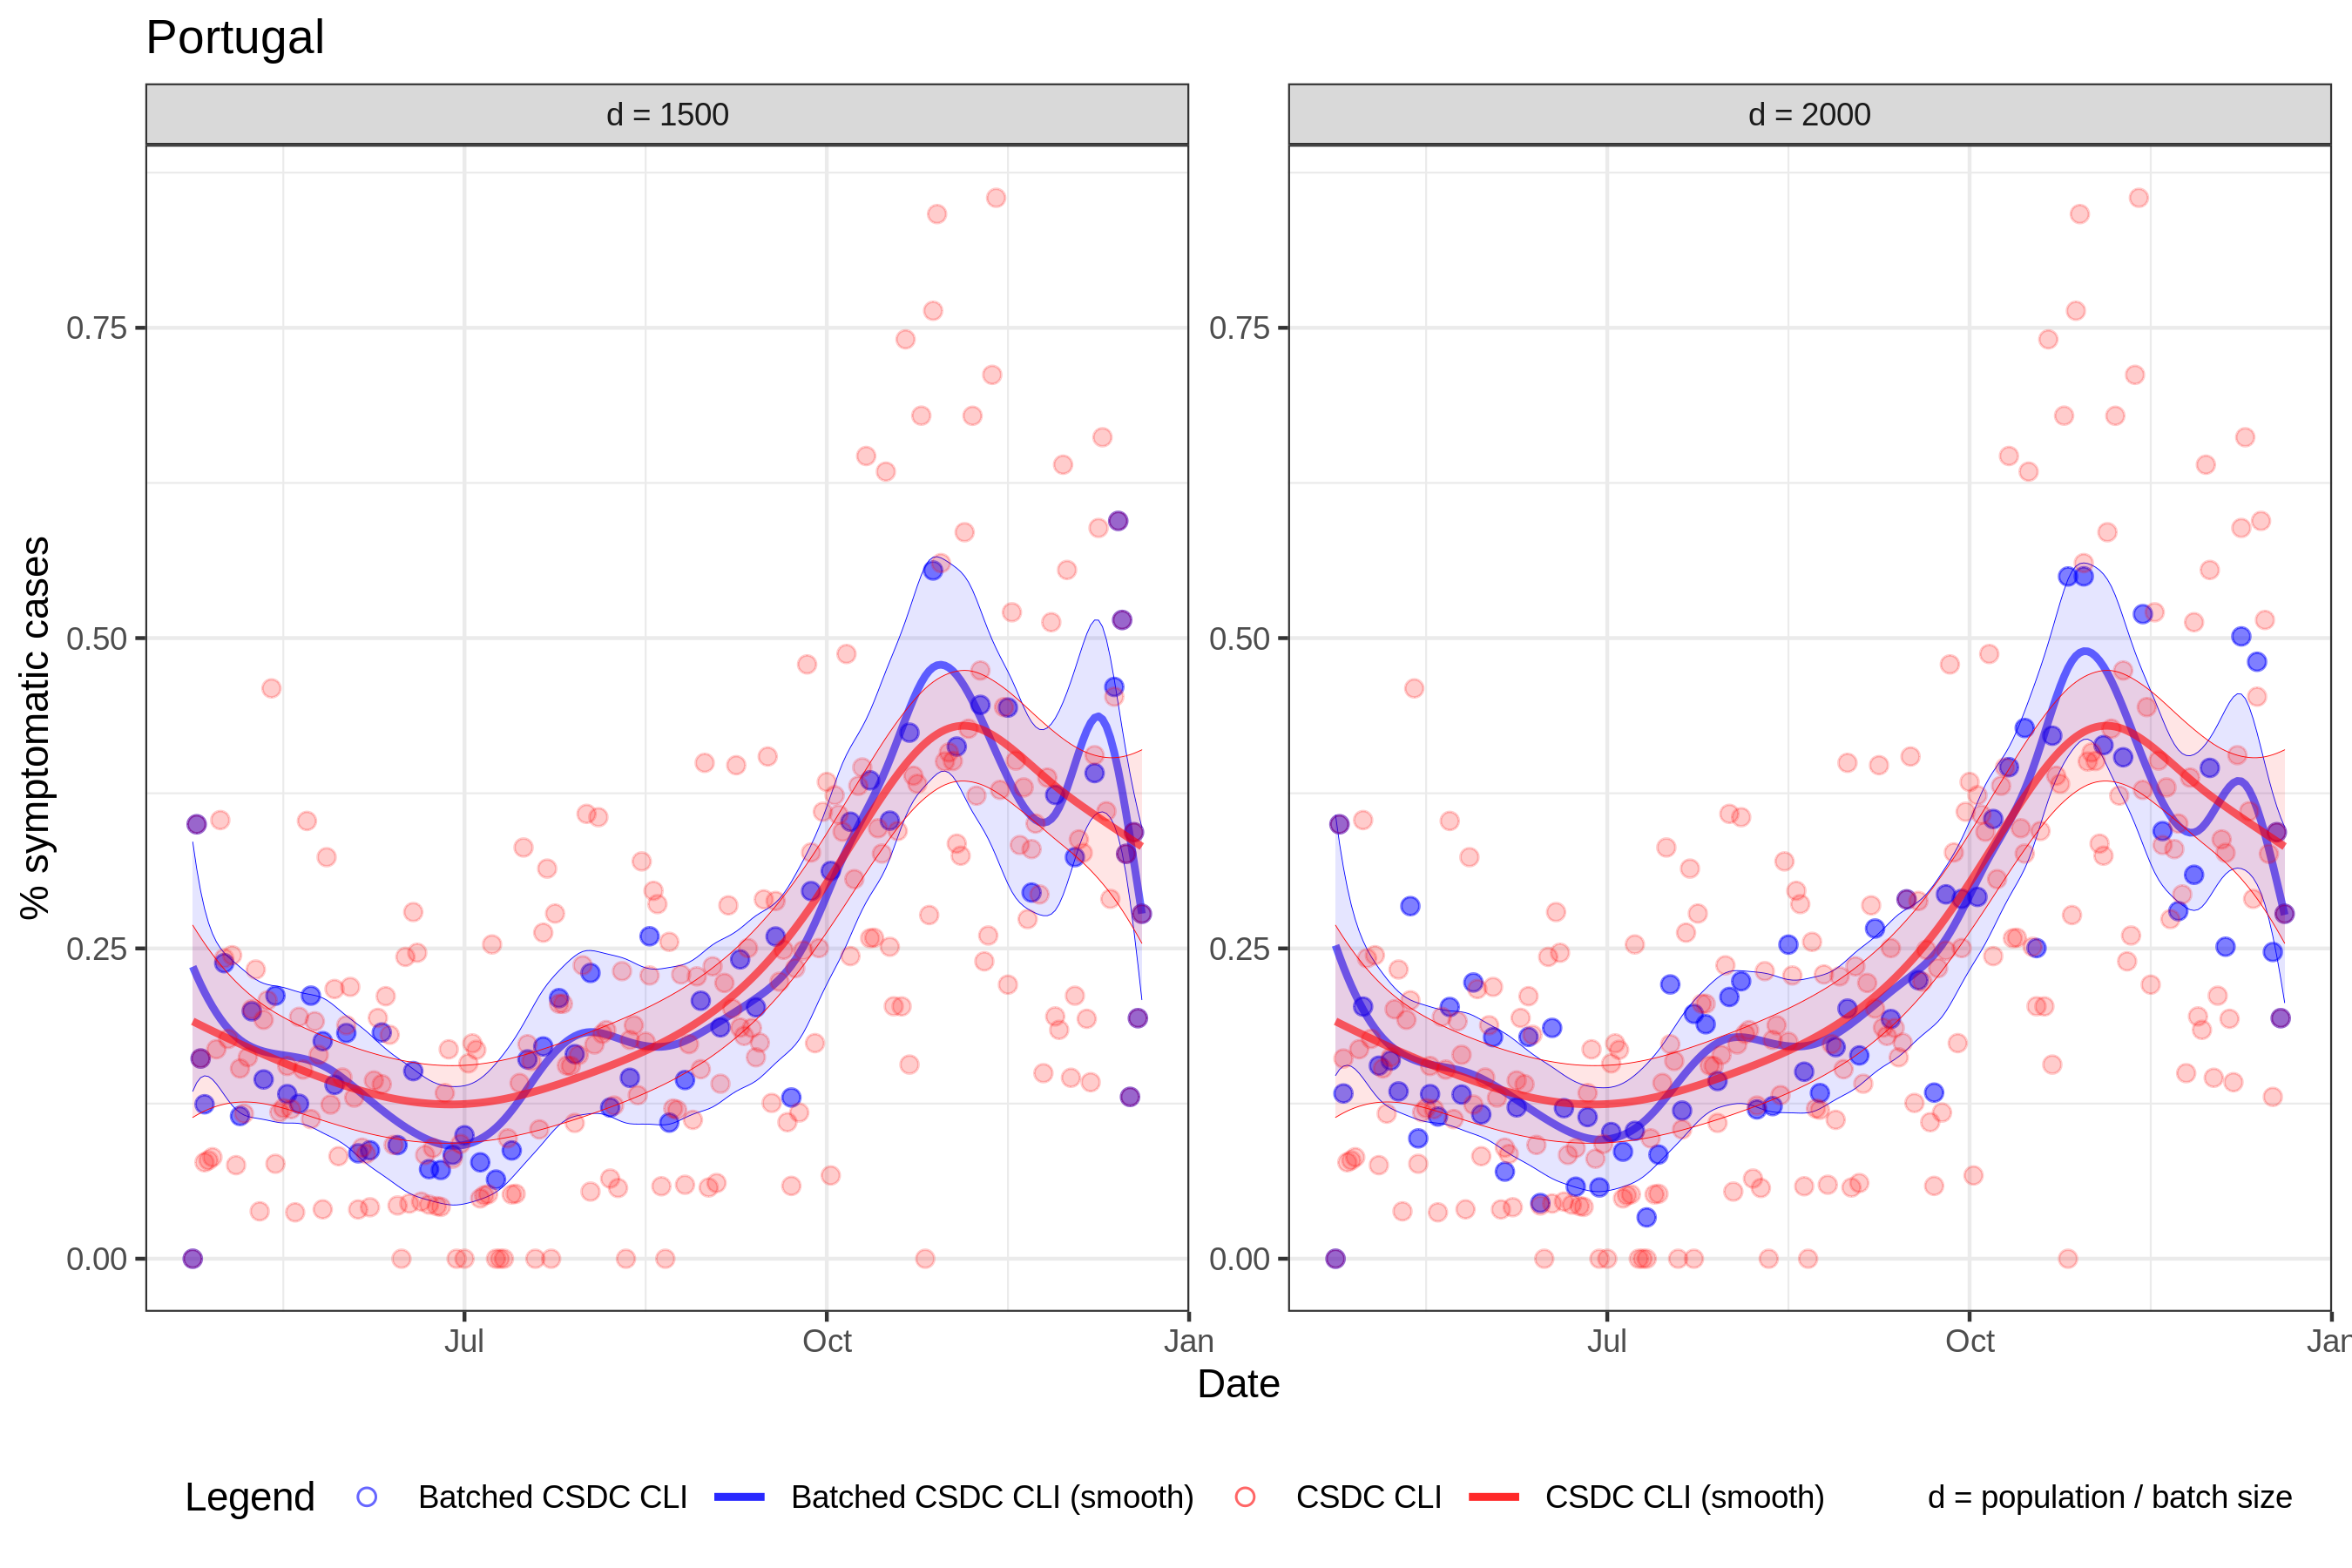 Portugal
d = 1500
d = 2000
% symptomatic cases
0.75
0.50
0.25
0.00
0.75
0.50
0.25
0.00
Jul
Oct
Jan
Jul
Oct
Jan
Date
Legend
Batched CSDC CLI
Batched CSDC CLI (smooth)
CSDC CLI
CSDC CLI (smooth)
d = population / batch size